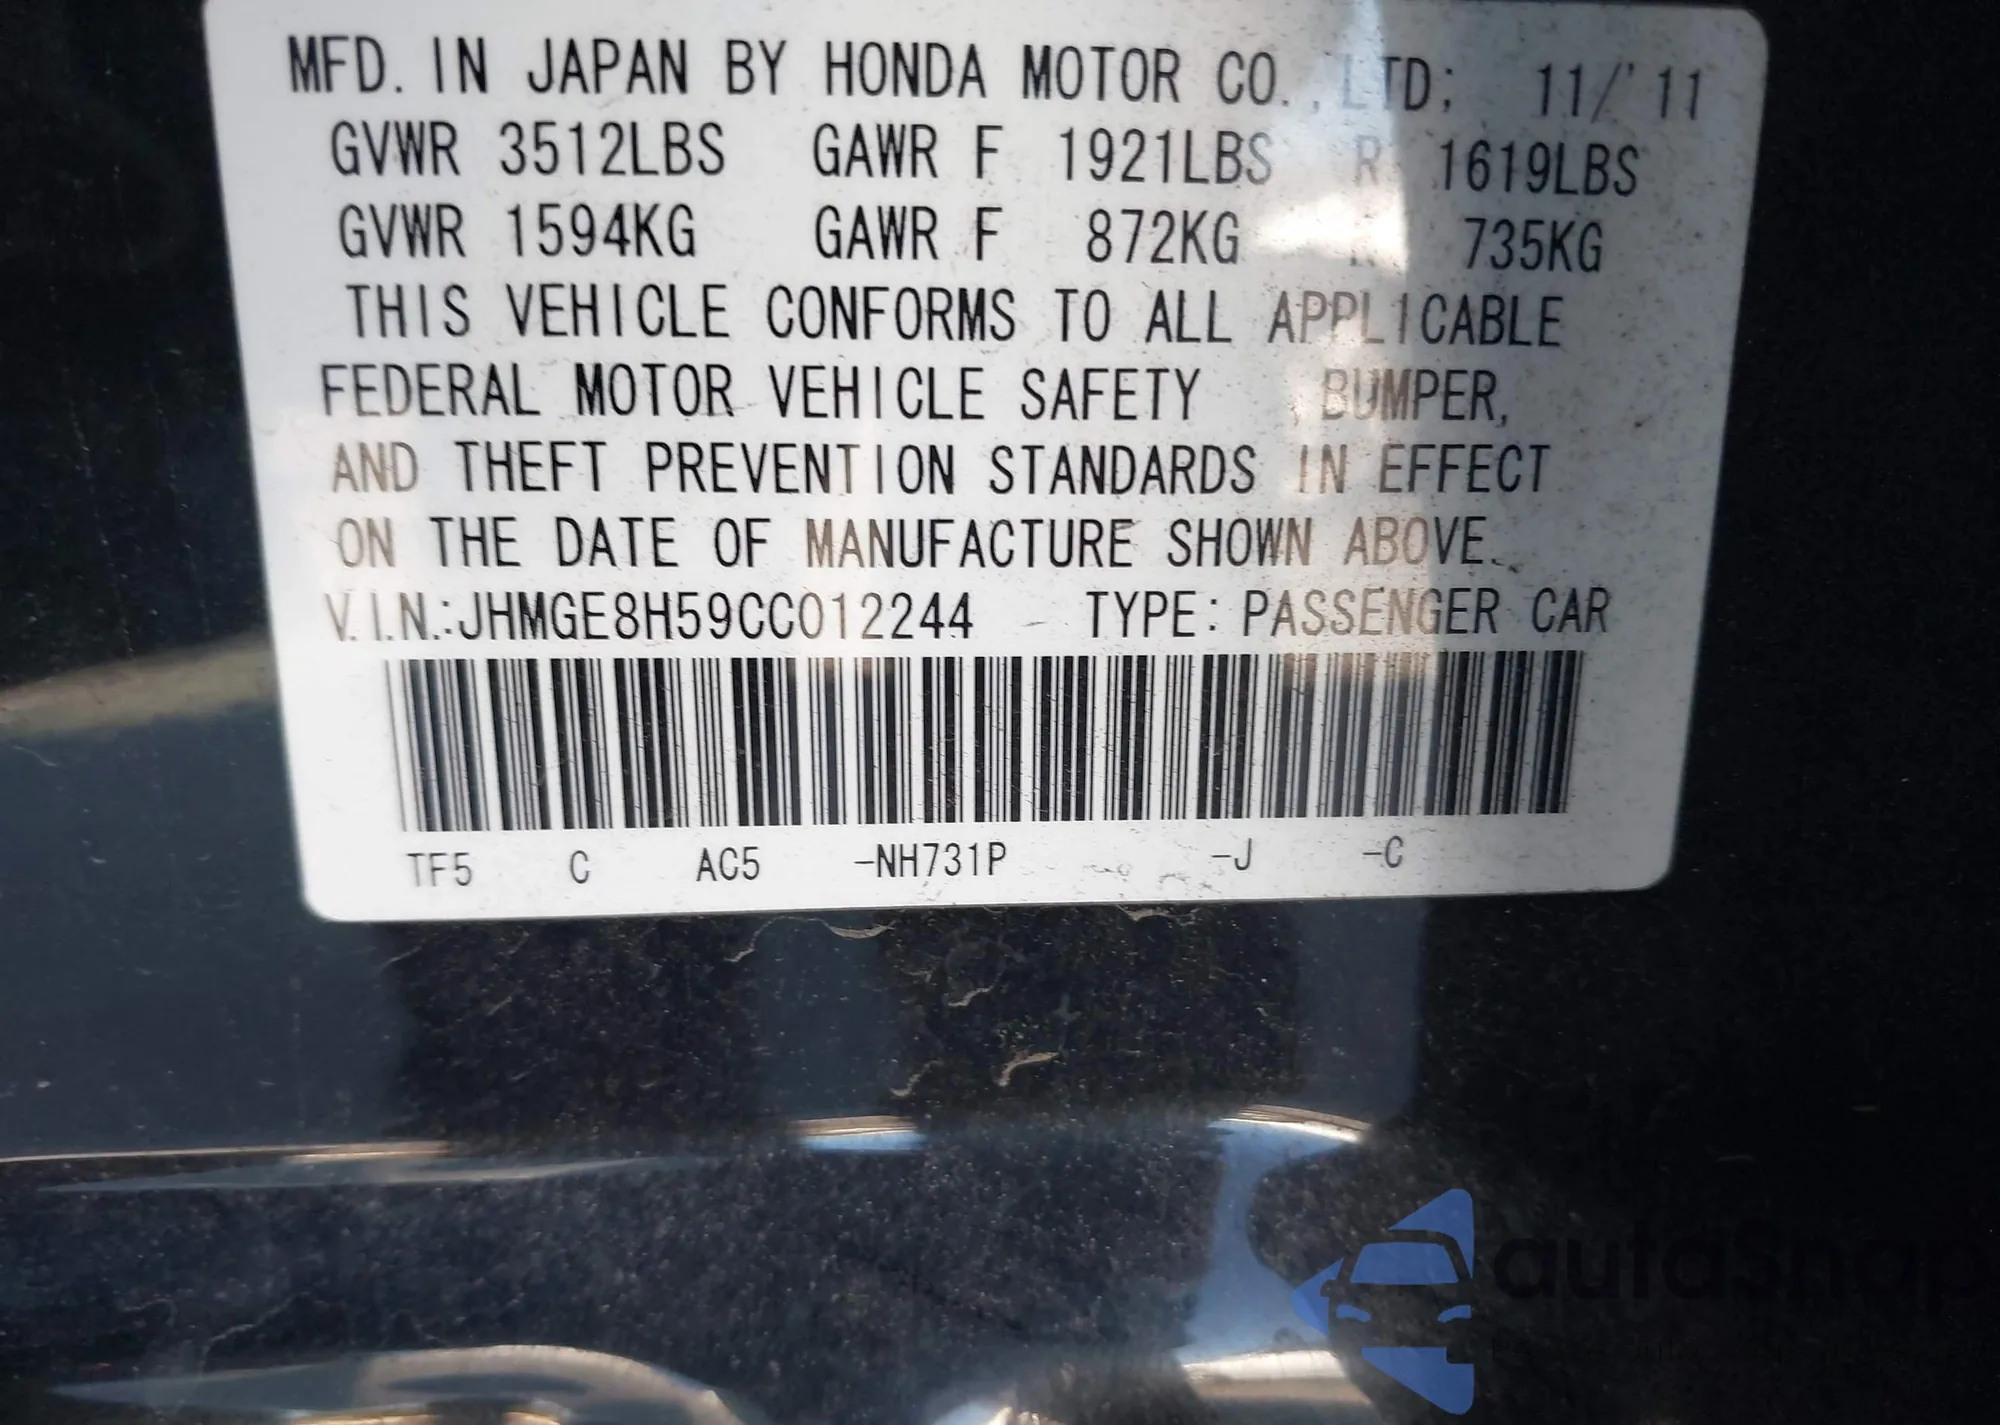 MFD. IN JAPAN BY HONDA MOTOR CO., LTD; 11/'11
GVWR 3512LBS GAWR F 1921LBS R 1619LBS
GVWR 1594KG GAWR F 872KG R 735KG
THIS VEHICLE CONFORMS TO ALL APPLICABLE
FEDERAL MOTOR VEHICLE SAFETY, BUMPER,
AND THEFT PREVENTION STANDARDS IN EFFECT
ON THE DATE OF MANUFACTURE SHOWN ABOVE.
V.I.N.:JHMGE8H59CC012244 TYPE: PASSENGER CAR
TF5 C AC5 -NH731P -J -C
autasnap